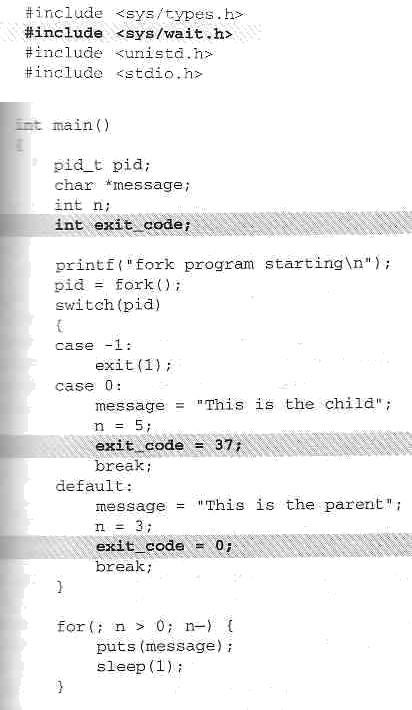 #include <sys/types.h>
#include <sys/wait.h>
#include <unistd.h>
#include <stdio.h>
int main()
{
pid_t pid;
char *message;
int n;
int exit_code;
printf("fork program starting\n");
pid = fork();
switch(pid)
{
case -1:
exit(1);
case 0:
message = "This is the child";
n = 5;
exit_code = 37;
break;
default:
message = "This is the parent";
n = 3;
exit_code = 0;
break;
}
for(; n > 0; n—) {
puts(message);
sleep(1);
}